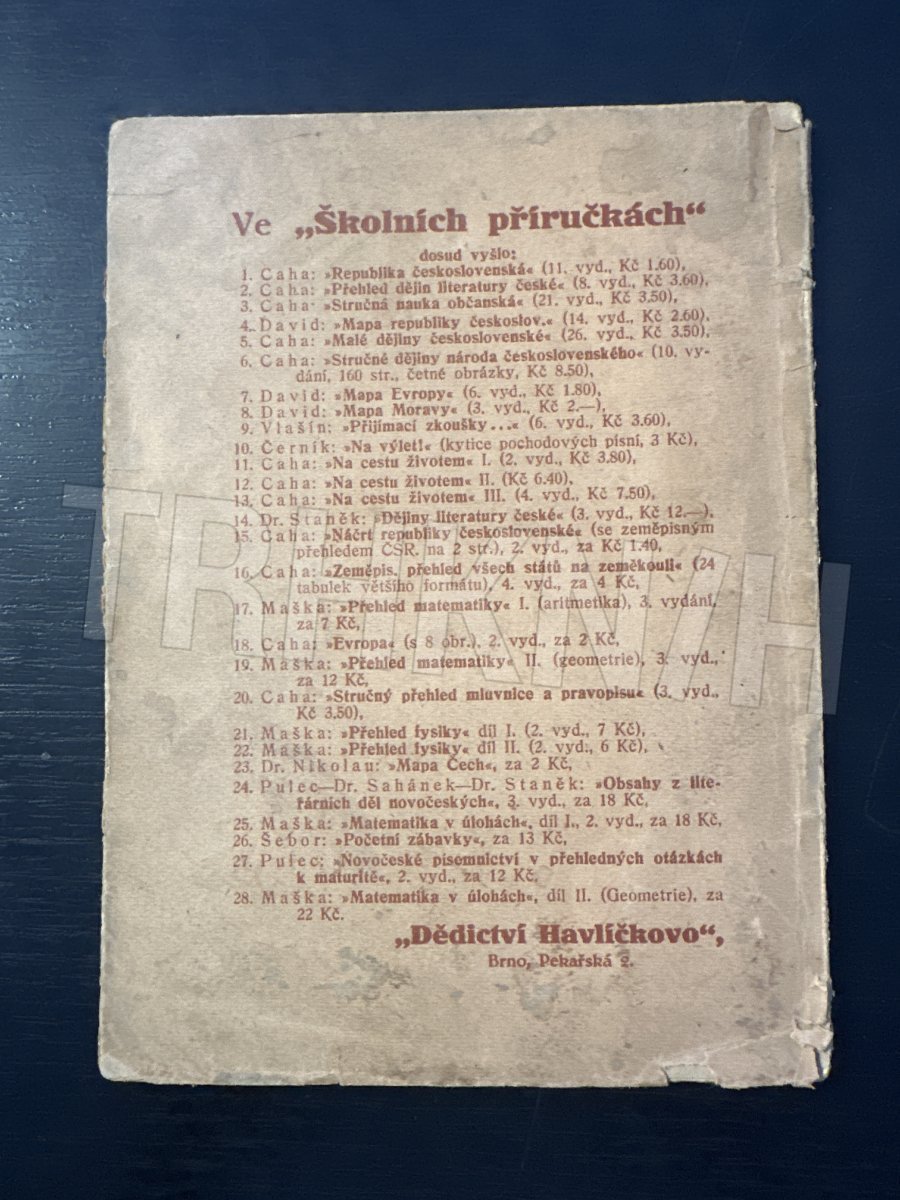 Ve „Školních příručkách“
dosud vyšlo:
1. Caha: »Republika československá« (11. vyd., Kč 1.60),
2. Caha: »Přehled dějin literatury české« (8. vyd., Kč 3.60).
3. Caha: »Stručná nauka občanská« (21. vyd., Kč 3.50),
4. David: »Mapa republiky českoslov.« (14. vyd., Kč 2.60).
5. Caha: »Malé dějiny československé« (26. vyd., Kč 3.50),
6. Caha: »Stručné dějiny národa československého« (10. vy-
dání, 160 str., četné obrázky, Kč 8.50),
7. David: »Mapa Evropy« (6. vyd., Kč 1.80),
8. David: »Mapa Moravy« (3. vyd., Kč 2.—),
9. Vlašín: »Přijímací zkoušky...« (6. vyd., Kč 3.60),
10. Černík: »Na výlet!« (kytice pochodových písní, 3 Kč),
11. Caha: »Na cestu životem« I. (2. vyd., Kč 3.80),
12. Caha: »Na cestu životem« II. (Kč 6.40),
13. Caha: »Na cestu životem« III. (4. vyd., Kč 7.50),
14. Dr. Staněk: »Dějiny literatury české« (3. vyd., Kč 12.—),
15. Caha: »Náčrt republiky československé« (se zeměpisným
přehledem ČSR. na 2 str.), 2. vyd., za Kč 1.40,
16. Caha: »Zeměpis. přehled všech států na zeměkouli« (24
tabulek většího formátu), 4. vyd., za 4 Kč,
17. Maška: »Přehled matematiky« I. (aritmetika), 3. vydání,
za 7 Kč,
18. Caha: »Evropa« (s 8 obr.), 2. vyd., za 2 Kč,
19. Maška: »Přehled matematiky« II. (geometrie), 3. vyd.,
za 12 Kč,
20. Caha: »Stručný přehled mluvnice a pravopisu« (3. vyd.,
Kč 3.50),
21. Maška: »Přehled fysiky« díl I. (2. vyd., 7 Kč),
22. Maška: »Přehled fysiky« díl II. (2. vyd., 6 Kč),
23. Dr. Nikolau: »Mapa Čech«, za 2 Kč,
24. Pulec—Dr. Sahánek—Dr. Staněk: »Obsahy z lite-
rárních děl novočeských«, 3. vyd., za 18 Kč,
25. Maška: »Matematika v úlohách«, díl I., 2. vyd., za 18 Kč,
26. Šebor: »Početní zábavky«, za 13 Kč,
27. Pulec: »Novočeské písemnictví v přehledných otázkách
k maturitě«, 2. vyd., za 12 Kč,
28. Maška: »Matematika v úlohách«, díl II. (Geometrie), za
22 Kč.
„Dědictví Havlíčkovo“,
Brno, Pekařská 2.